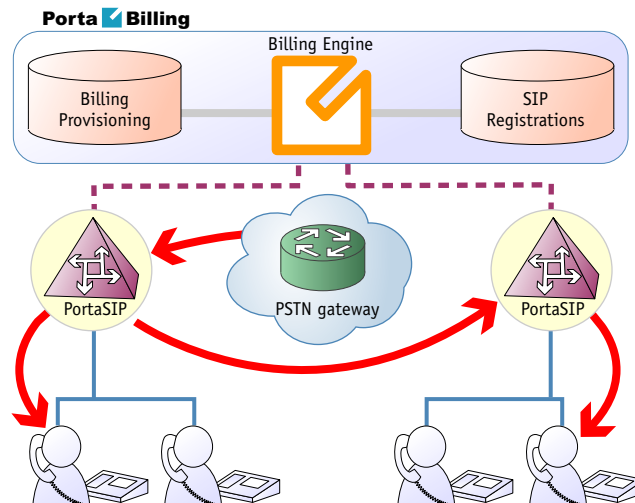 Porta Billing
Billing Engine
Billing
Provisioning
SIP
Registrations
PSTN gateway
PortaSIP
PortaSIP